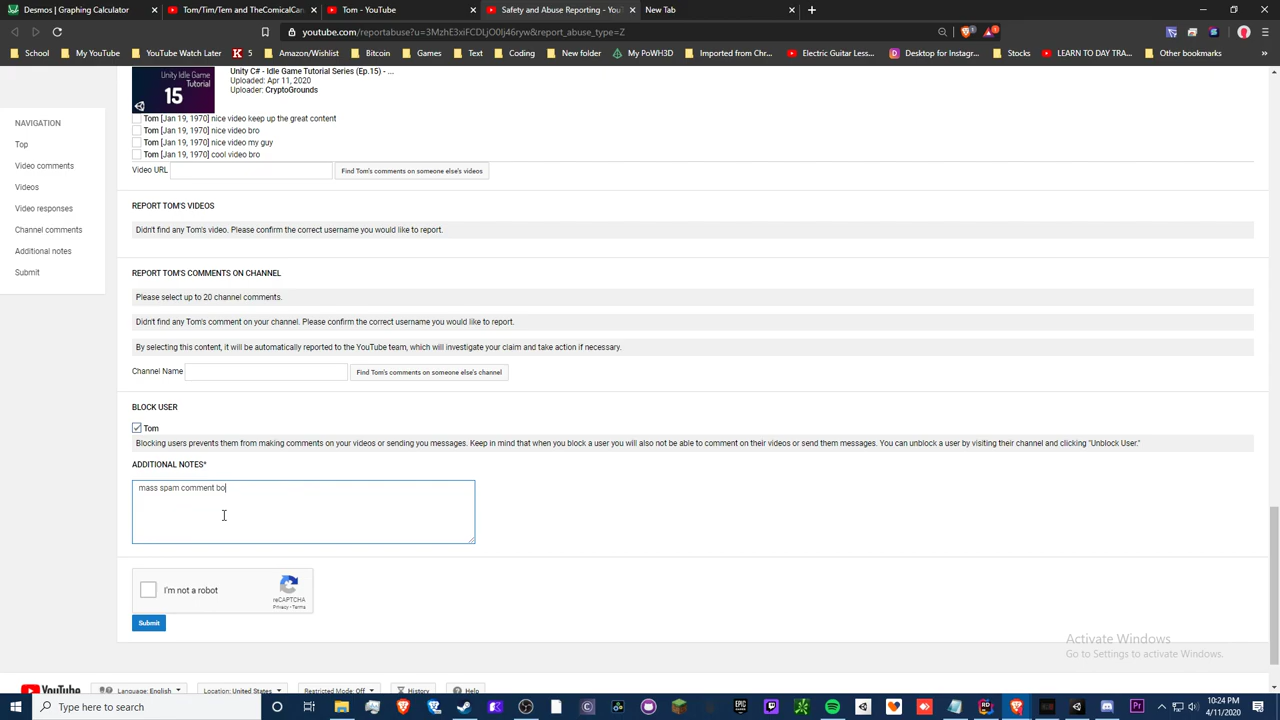 Desmos | Graphing Calculator
Tom/Tim/Tem and TheComicalCan
Tom - YouTube
Safety and Abuse Reporting - You
New Tab
youtube.com/reportabuse?u=3MzhE3xiFCDLjO0Ij46ryw&report_abuse_type=Z
School
My YouTube
YouTube Watch Later
K 5
Amazon/Wishlist
Bitcoin
Games
Text
Coding
New folder
My PoWH3D
Imported from Chro...
Electric Guitar
Desktop for Instagr...
Stocks
LEARN TO DAY TRA...
NAVIGATION
Top
Video comments
Videos
Video responses
Channel comments
Additional notes
Submit
Unity Idle Game
Tutorial
15
Unity C# - Idle Game Tutorial Series (Ep.15) - ...
Uploaded: Apr 11, 2020
Uploader: CryptoGrounds
Tom [Jan 19, 1970] nice video keep up the great content
Tom [Jan 19, 1970] nice video bro
Tom [Jan 19, 1970] nice video my guy
Tom [Jan 19, 1970] cool video bro
Video URL
Find Tom's comments on someone else's videos
REPORT TOM'S VIDEOS
Didn't find any Tom's video. Please confirm the correct username you would like to report.
REPORT TOM'S COMMENTS ON CHANNEL
Please select up to 20 channel comments.
Didn't find any Tom's comment on your channel. Please confirm the correct username you would like to report.
By selecting this content, it will be automatically reported to the YouTube team, which will investigate your claim and take action if necessary.
Channel Name
Find Tom's comments on someone else's channel
BLOCK USER
Tom
Blocking users prevents them from making comments on your videos or sending you messages. Keep in mind that when you block a user you will also not be able to comment on their videos or send them messages. You can unblock a user by visiting their channel and clicking "Unblock User."
ADDITIONAL NOTES*
mass spam comment bo
I'm not a robot
reCAPTCHA
Privacy - Terms
Submit
Activate Windows
Go to Settings to activate Windows.
YouTube
Language: English
Location: United States
Restricted Mode: Off
History
Help
Type here to search
10:24 PM
4/11/2020